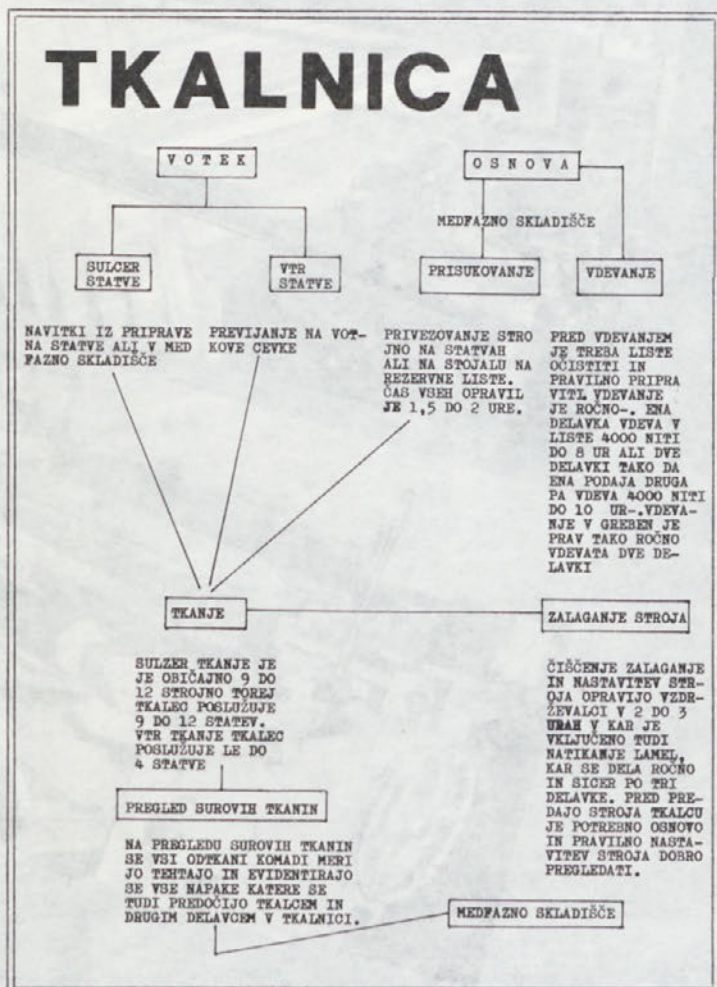 TKALNICA
VOTEK
OSNOVA
MEDFAZNO SKLADIŠČE
SULCER
STATVE
VTR
STATVE
PRISUKOVANJE
VDEVANJE
NAVITKI IZ PRIPRAVE
NA STATVE ALI V MED
FAZNO SKLADIŠČE
PREVIJANJE NA VOT-
KOVE CEVKE
PRIVEZOVANJE STRO
JNO NA STATVAH
ALI NA STOJALU NA
REZERVNE LISTE.
ČAS VSEH OPRAVIL
JE 1,5 DO 2 URE.
PRED VDEVANJEM
JE TREBA LISTE
OČISTITI IN
PRAVILNO PRIPRA
VITI. VDEVANJE
JE ROČNO-. ENA
DELAVKA VDEVA V
LISTE 4000 NITI
DO 8 UR ALI DVE
DELAVKI TAKO DA
ENA PODAJA DRUGA
PA VDEVA 4000 NITI
DO 10 UR-.VDEVA-
NJE V GREBEN JE
PRAV TAKO ROČNO
VDEVATA DVE DE-
LAVKI
TKANJE
ZALAGANJE STROJA
SULZER TKANJE JE
JE OBIČAJNO 9 DO
12 STROJNO TOREJ
TKALEC POSLUŽUJE
9 DO 12 STATEV.
VTR TKANJE TKALEC
POSLUŽUJE LE DO
4 STATVE
ČIŠČENJE ZALAGANJE
IN NASTAVITEV STR-
OJA OPRAVIJO VZDR-
ŽEVALCI V 2 DO 3
URAH V KAR JE
VKLJUČENO TUDI
NATIKANJE LAMEL,
KAR SE DELA ROČNO
IN SICER PO TRI
DELAVKE. PRED PRE-
DAJO STROJA TKALCU
JE POTREBNO OSNOVO
IN PRAVILNO NASTA-
VITEV STROJA DOBRO
PREGLEDATI.
PREGLED SUROVIH TKANIN
NA PREGLEDU SUROVIH TKANIN
SE VSI ODTKANI KOMADI MERI
JO TEHTAJO IN EVIDENTIRAJO
SE VSE NAPAKE KATERE SE
TUDI PREDOČIJO TKALCEM IN
DRUGIM DELAVCEM V TKALNICI.
MEDFAZNO SKLADIŠČE